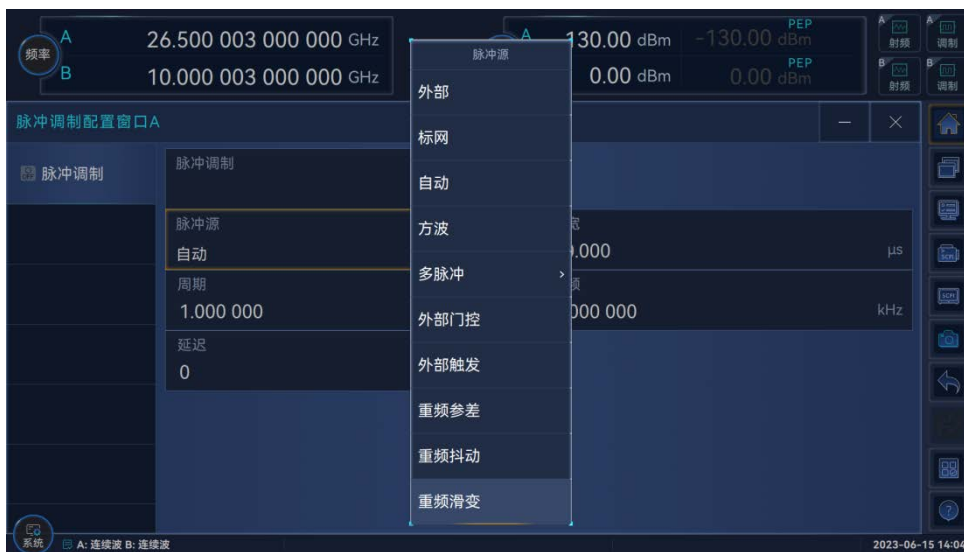 频率
A 26.500 003 000 000 GHz
B 10.000 003 000 000 GHz
A 130.00 dBm
PEP
-130.00 dBm
0.00 dBm
PEP
0.00 dBm
A
射频
A
调制
B
射频
B
调制
脉冲调制配置窗口A
脉冲调制
脉冲调制
脉冲源
自动
周期
1.000 000
延迟
0
脉冲源
外部
标网
自动
方波
多脉冲
外部门控
外部触发
重频参差
重频抖动
重频滑变
宽
.000 μs
频
000 000 kHz
SCPI
SCPI
系统
A: 连续波 B: 连续波
2023-06-15 14:04